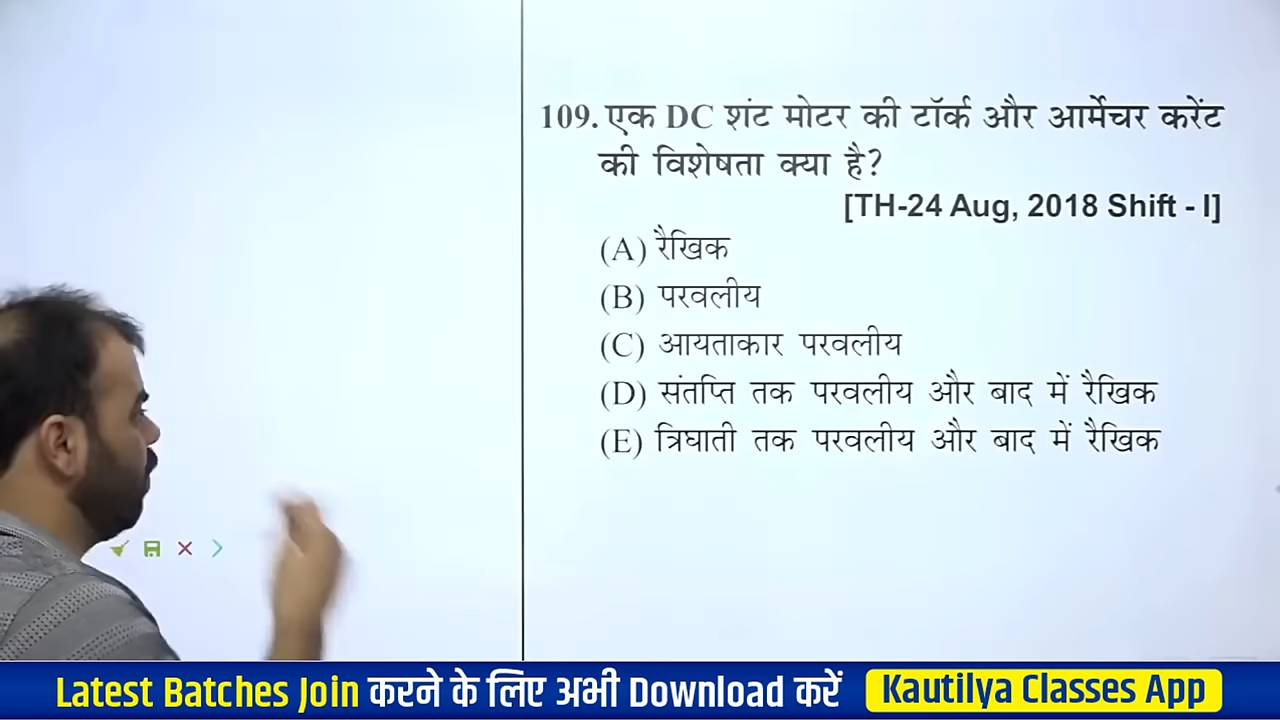 109. एक DC शंट मोटर की टॉर्क और आर्मेचर करेंट
की विशेषता क्या है?
[TH-24 Aug, 2018 Shift - I]
(A) रैखिक
(B) परवलीय
(C) आयताकार परवलीय
(D) संतप्ति तक परवलीय और बाद में रैखिक
(E) त्रिघाती तक परवलीय और बाद में रैखिक
Latest Batches Join करने के लिए अभी Download करें Kautilya Classes App